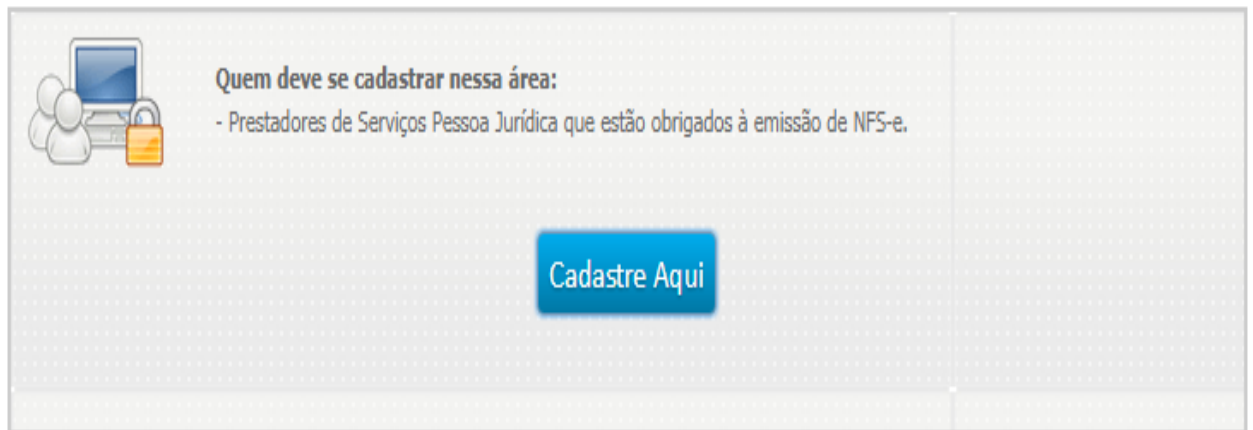 Quem deve se cadastrar nessa área:
- Prestadores de Serviços Pessoa Jurídica que estão obrigados à emissão de NFS-e.
Cadastre Aqui